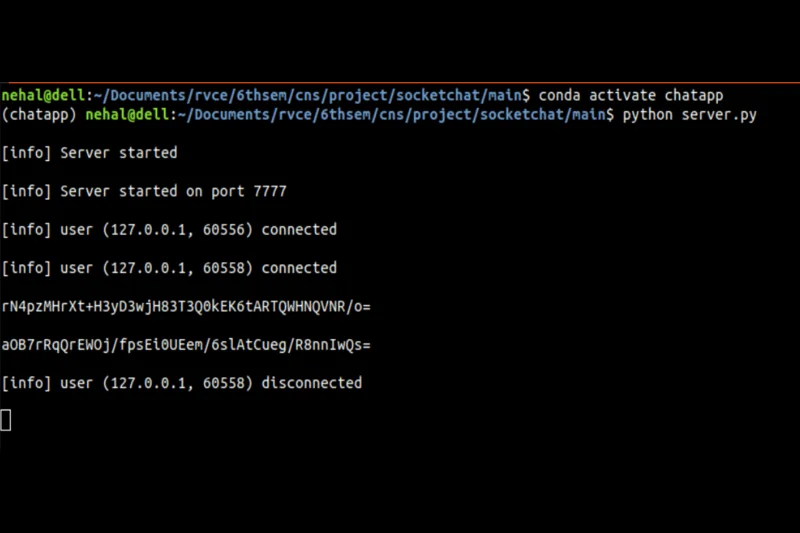 nehal@dell:~/Documents/rvce/6thsem/cns/project/socketchat/main$ conda activate chatapp
(chatapp) nehal@dell:~/Documents/rvce/6thsem/cns/project/socketchat/main$ python server.py
[info] Server started
[info] Server started on port 7777
[info] user (127.0.0.1, 60556) connected
[info] user (127.0.0.1, 60558) connected
rN4pzMHrXt+H3yD3wjH83T3Q0kEK6tARTQWHNQVNR/o=
aOB7rRqQrEWOj/fpsEi0UEem/6slAtCueg/R8nnIwQs=
[info] user (127.0.0.1, 60558) disconnected